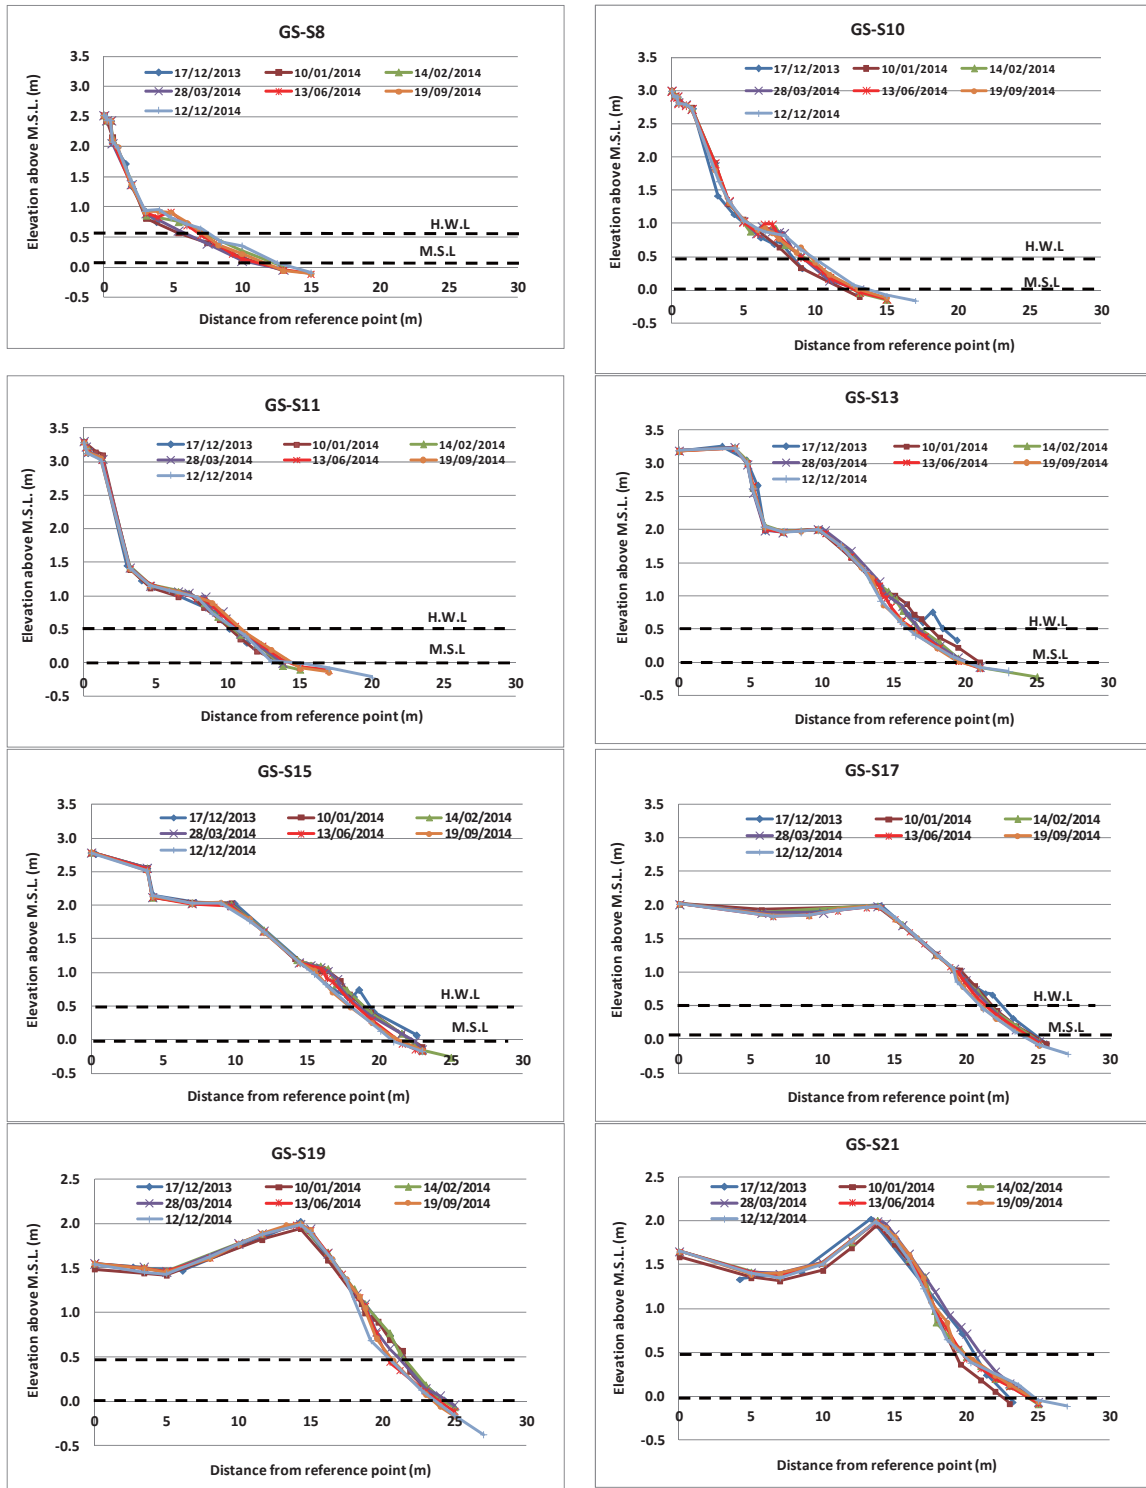 GS-S8
3.5
3.0
2.5
2.0
1.5
1.0
0.5
0.0
-0.5
Elevation above M.S.L. (m)
17/12/2013 10/01/2014 14/02/2014
28/03/2014 13/06/2014 19/09/2014
12/12/2014
H.W.L
M.S.L
0 5 10 15 20 25 30
Distance from reference point (m)
GS-S10
3.5
3.0
2.5
2.0
1.5
1.0
0.5
0.0
-0.5
Elevation above M.S.L. (m)
17/12/2013 10/01/2014 14/02/2014
28/03/2014 13/06/2014 19/09/2014
12/12/2014
H.W.L
M.S.L
0 5 10 15 20 25 30
Distance from reference point (m)
GS-S11
3.5
3.0
2.5
2.0
1.5
1.0
0.5
0.0
-0.5
Elevation above M.S.L. (m)
17/12/2013 10/01/2014 14/02/2014
28/03/2014 13/06/2014 19/09/2014
12/12/2014
H.W.L
M.S.L
0 5 10 15 20 25 30
Distance from reference point (m)
GS-S13
3.5
3.0
2.5
2.0
1.5
1.0
0.5
0.0
-0.5
Elevation above M.S.L. (m)
17/12/2013 10/01/2014 14/02/2014
28/03/2014 13/06/2014 19/09/2014
12/12/2014
H.W.L
M.S.L
0 5 10 15 20 25 30
Distance from reference point (m)
GS-S15
3.5
3.0
2.5
2.0
1.5
1.0
0.5
0.0
-0.5
Elevation above M.S.L. (m)
17/12/2013 10/01/2014 14/02/2014
28/03/2014 13/06/2014 19/09/2014
12/12/2014
H.W.L
M.S.L
0 5 10 15 20 25 30
Distance from reference point (m)
GS-S17
3.5
3.0
2.5
2.0
1.5
1.0
0.5
0.0
-0.5
Elevation above M.S.L. (m)
17/12/2013 10/01/2014 14/02/2014
28/03/2014 13/06/2014 19/09/2014
12/12/2014
H.W.L
M.S.L
0 5 10 15 20 25 30
Distance from reference point (m)
GS-S19
2.5
2.0
1.5
1.0
0.5
0.0
-0.5
Elevation above M.S.L. (m)
17/12/2013 10/01/2014 14/02/2014
28/03/2014 13/06/2014 19/09/2014
12/12/2014
0 5 10 15 20 25 30
Distance from reference point (m)
GS-S21
2.5
2.0
1.5
1.0
0.5
0.0
-0.5
Elevation above M.S.L. (m)
17/12/2013 10/01/2014 14/02/2014
28/03/2014 13/06/2014 19/09/2014
12/12/2014
0 5 10 15 20 25 30
Distance from reference point (m)